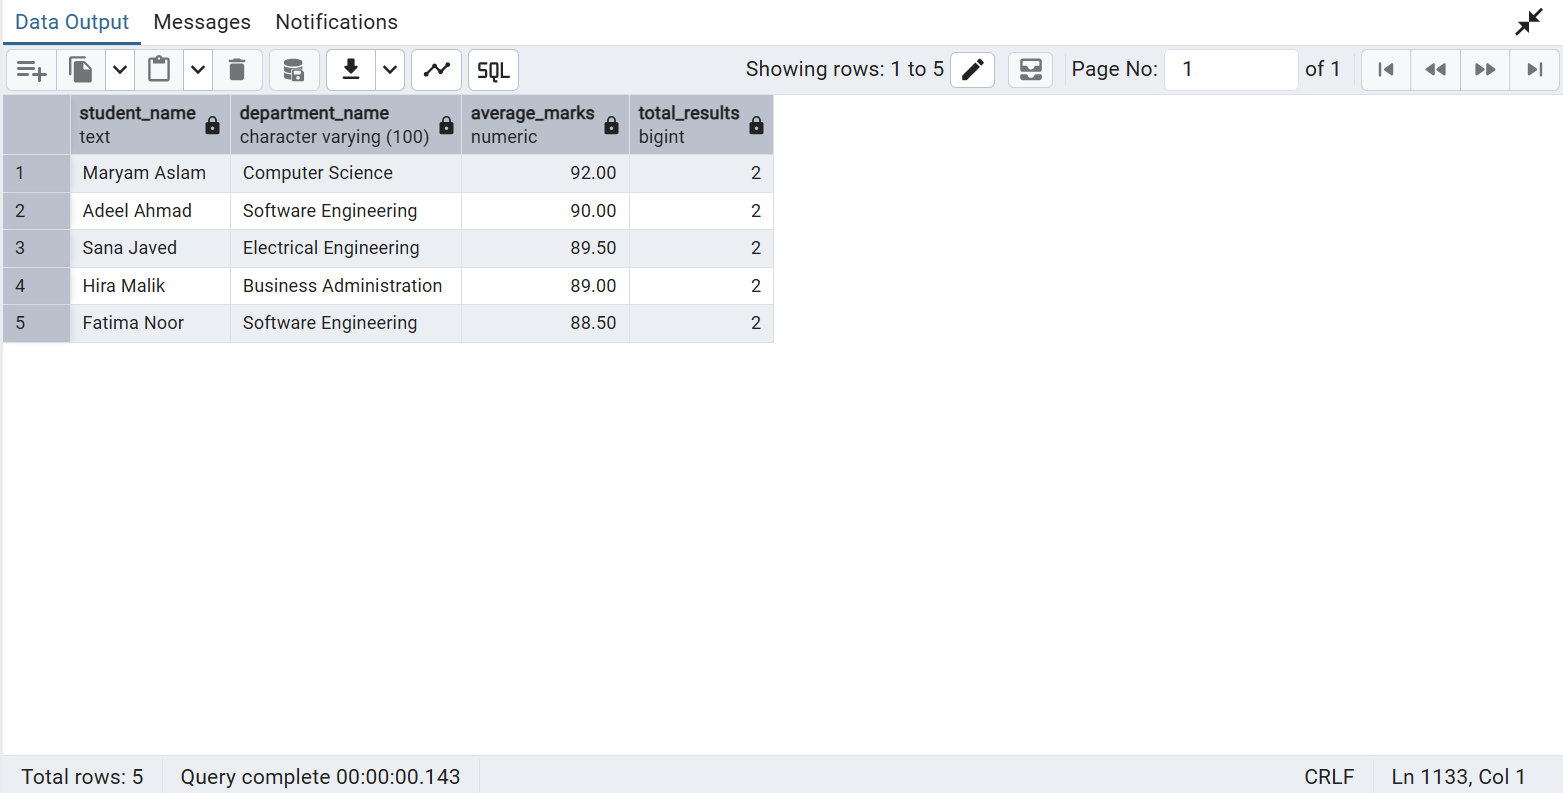 Data Output Messages Notifications
SQL Showing rows: 1 to 5 Page No: 1 of 1
student_name department_name average_marks total_results
text character varying (100) numeric bigint
1 Maryam Aslam Computer Science 92.00 2
2 Adeel Ahmad Software Engineering 90.00 2
3 Sana Javed Electrical Engineering 89.50 2
4 Hira Malik Business Administration 89.00 2
5 Fatima Noor Software Engineering 88.50 2
Total rows: 5 Query complete 00:00:00.143 CRLF Ln 1133, Col 1